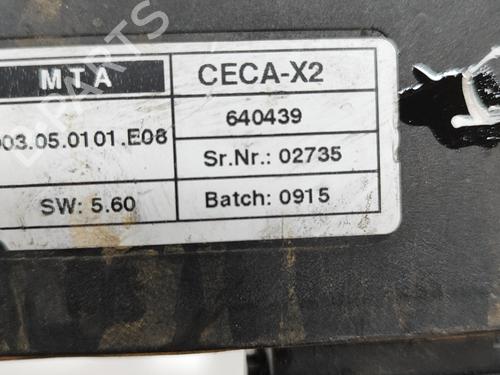 MTA
CECA-X2
003.05.0101.E08
640439
Sr.Nr.: 02735
SW: 5.60
Batch: 0915